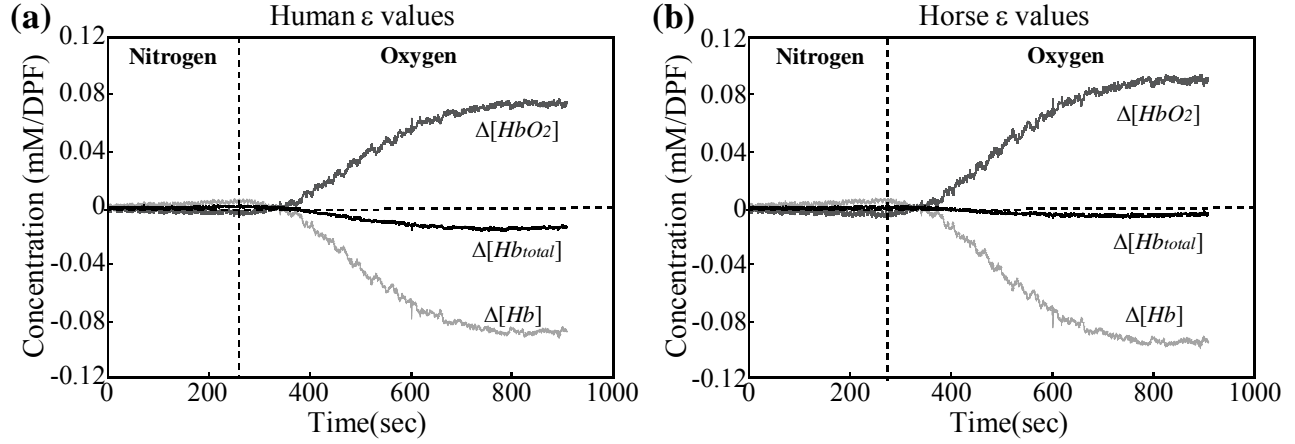 (a) Human ε values
0.12
0.08
0.04
0
-0.04
-0.08
-0.12
Concentration (mM/DPF)
Nitrogen
Oxygen
Δ[HbO2]
Δ[Hbtotal]
Δ[Hb]
0 200 400 600 800 1000
Time(sec)
(b) Horse ε values
0.12
0.08
0.04
0
-0.04
-0.08
-0.12
Concentration (mM/DPF)
Nitrogen
Oxygen
Δ[HbO2]
Δ[Hbtotal]
Δ[Hb]
0 200 400 600 800 1000
Time(sec)